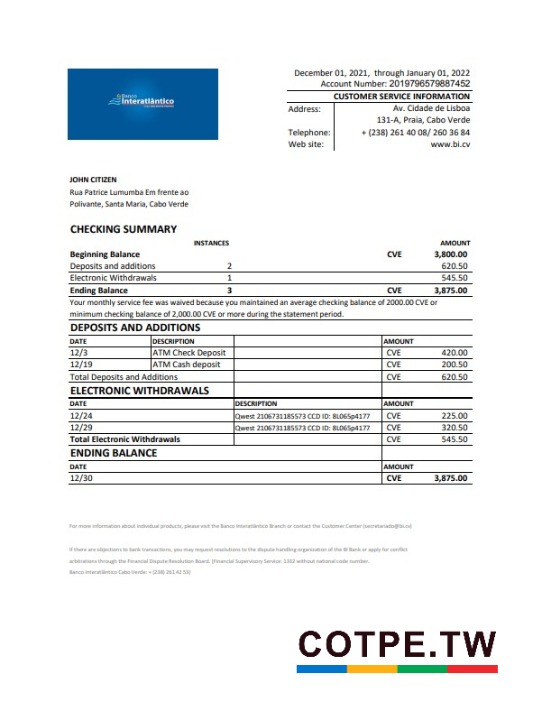 Banco
Interatlântico
December 01, 2021, through January 01, 2022
Account Number: 2019796579887452
CUSTOMER SERVICE INFORMATION
Address: Av. Cidade de Lisboa
131-A, Praia, Cabo Verde
Telephone: + (238) 261 40 08/ 260 36 84
Web site: www.bi.cv
JOHN CITIZEN
Rua Patrice Lumumba Em frente ao
Polivante, Santa Maria, Cabo Verde
CHECKING SUMMARY
INSTANCES AMOUNT
Beginning Balance CVE 3,800.00
Deposits and additions 2 620.50
Electronic Withdrawals 1 545.50
Ending Balance 3 CVE 3,875.00
Your monthly service fee was waived because you maintained an average checking balance of 2000.00 CVE or
minimum checking balance of 2,000.00 CVE or more during the statement period.
DEPOSITS AND ADDITIONS
DATE DESCRIPTION AMOUNT
12/3 ATM Check Deposit CVE 420.00
12/19 ATM Cash deposit CVE 200.50
Total Deposits and Additions CVE 620.50
ELECTRONIC WITHDRAWALS
DATE DESCRIPTION AMOUNT
12/24 Qwest 2106731185573 CCD ID: 8L065p4177 CVE 225.00
12/29 Qwest 2106731185573 CCD ID: 8L065p4177 CVE 320.50
Total Electronic Withdrawals CVE 545.50
ENDING BALANCE
DATE AMOUNT
12/30 CVE 3,875.00
For more information about individual products, please visit the Banco Interatlântico Branch or contact the Customer Center (secretariado@bi.cv)
If there are objections to bank transactions, you may request resolutions to the dispute handling organization of the BI Bank or apply for conflict
arbitrations through the Financial Dispute Resolution Board. (Financial Supervisory Service: 1332 without national code number.
Banco Interatlântico Cabo Verde: + (238) 261 42 53)
COTPE.TW